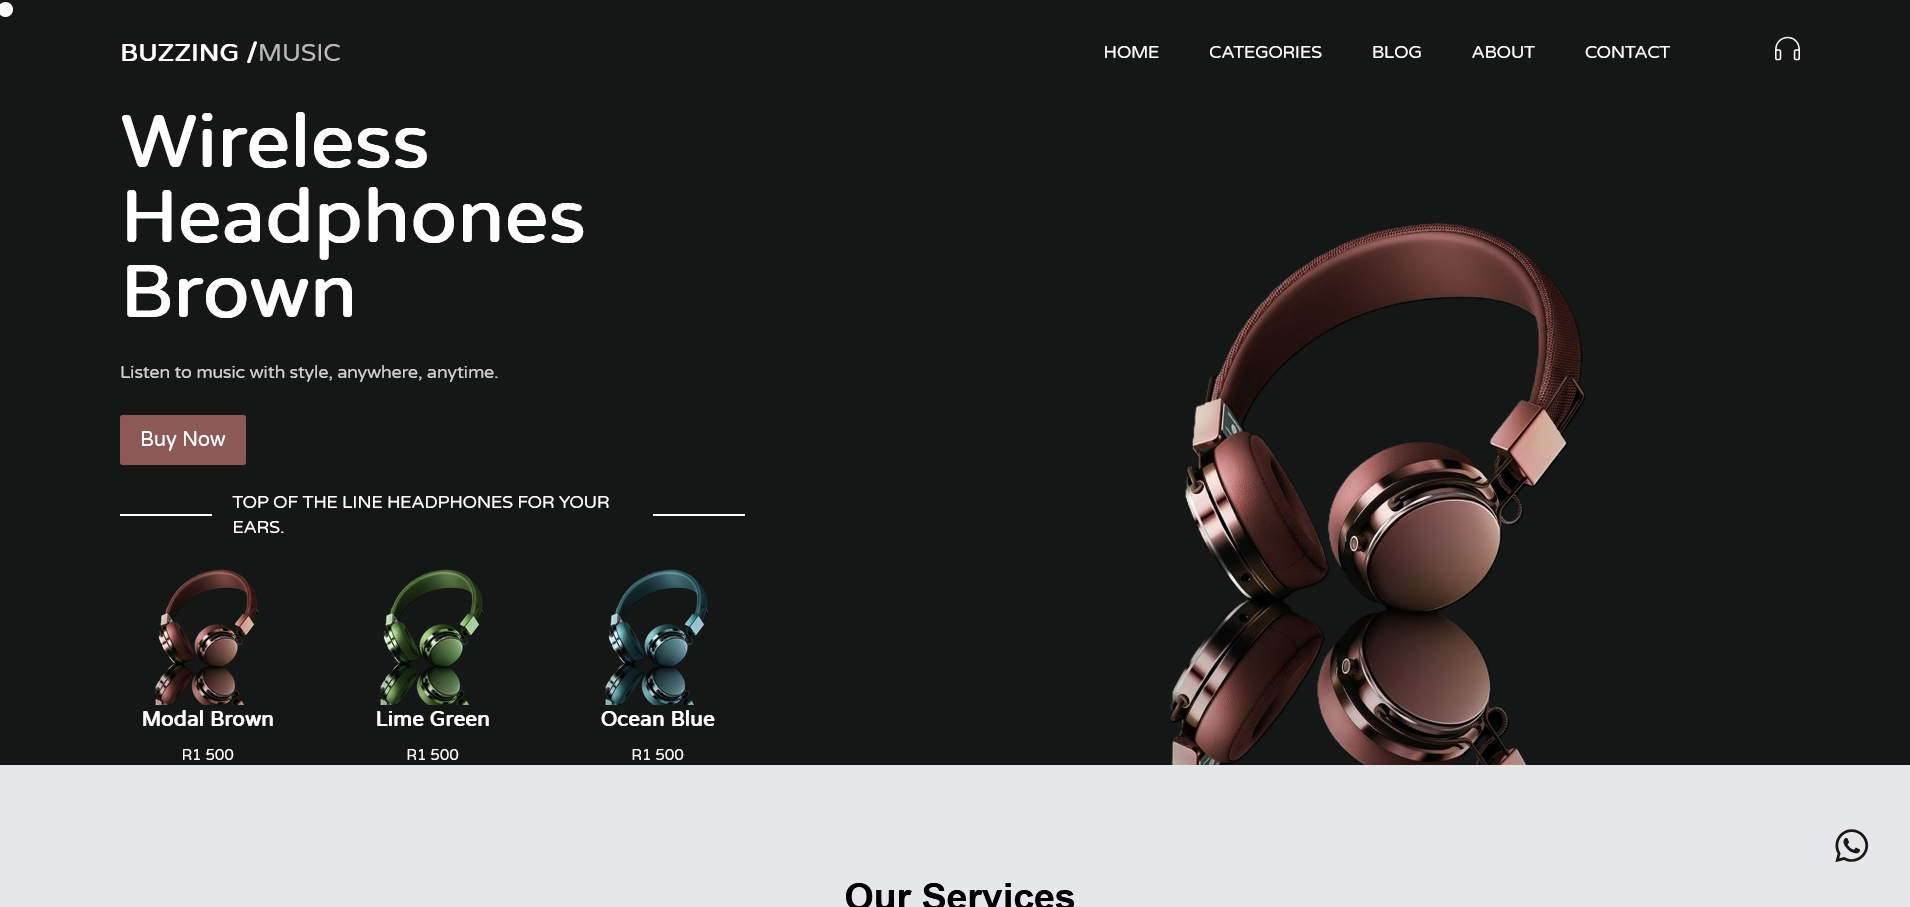 BUZZING /MUSIC
HOME CATEGORIES BLOG ABOUT CONTACT
Wireless
Headphones
Brown
Listen to music with style, anywhere, anytime.
Buy Now
TOP OF THE LINE HEADPHONES FOR YOUR
EARS.
Modal Brown Lime Green Ocean Blue
R1 500 R1 500 R1 500
Our Services